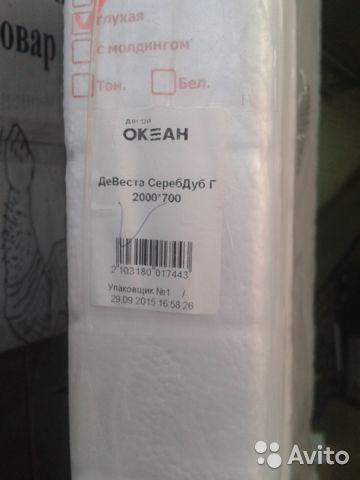 глухая
с молдингом
Тон.
Бел.
овар
ДВЕРИ
ОКЕАН
ДеВеста СеребДуб Г
2000*700
2 103180 017443
Упаковщик №1 /
29.09.2015 16:58:26
Avito